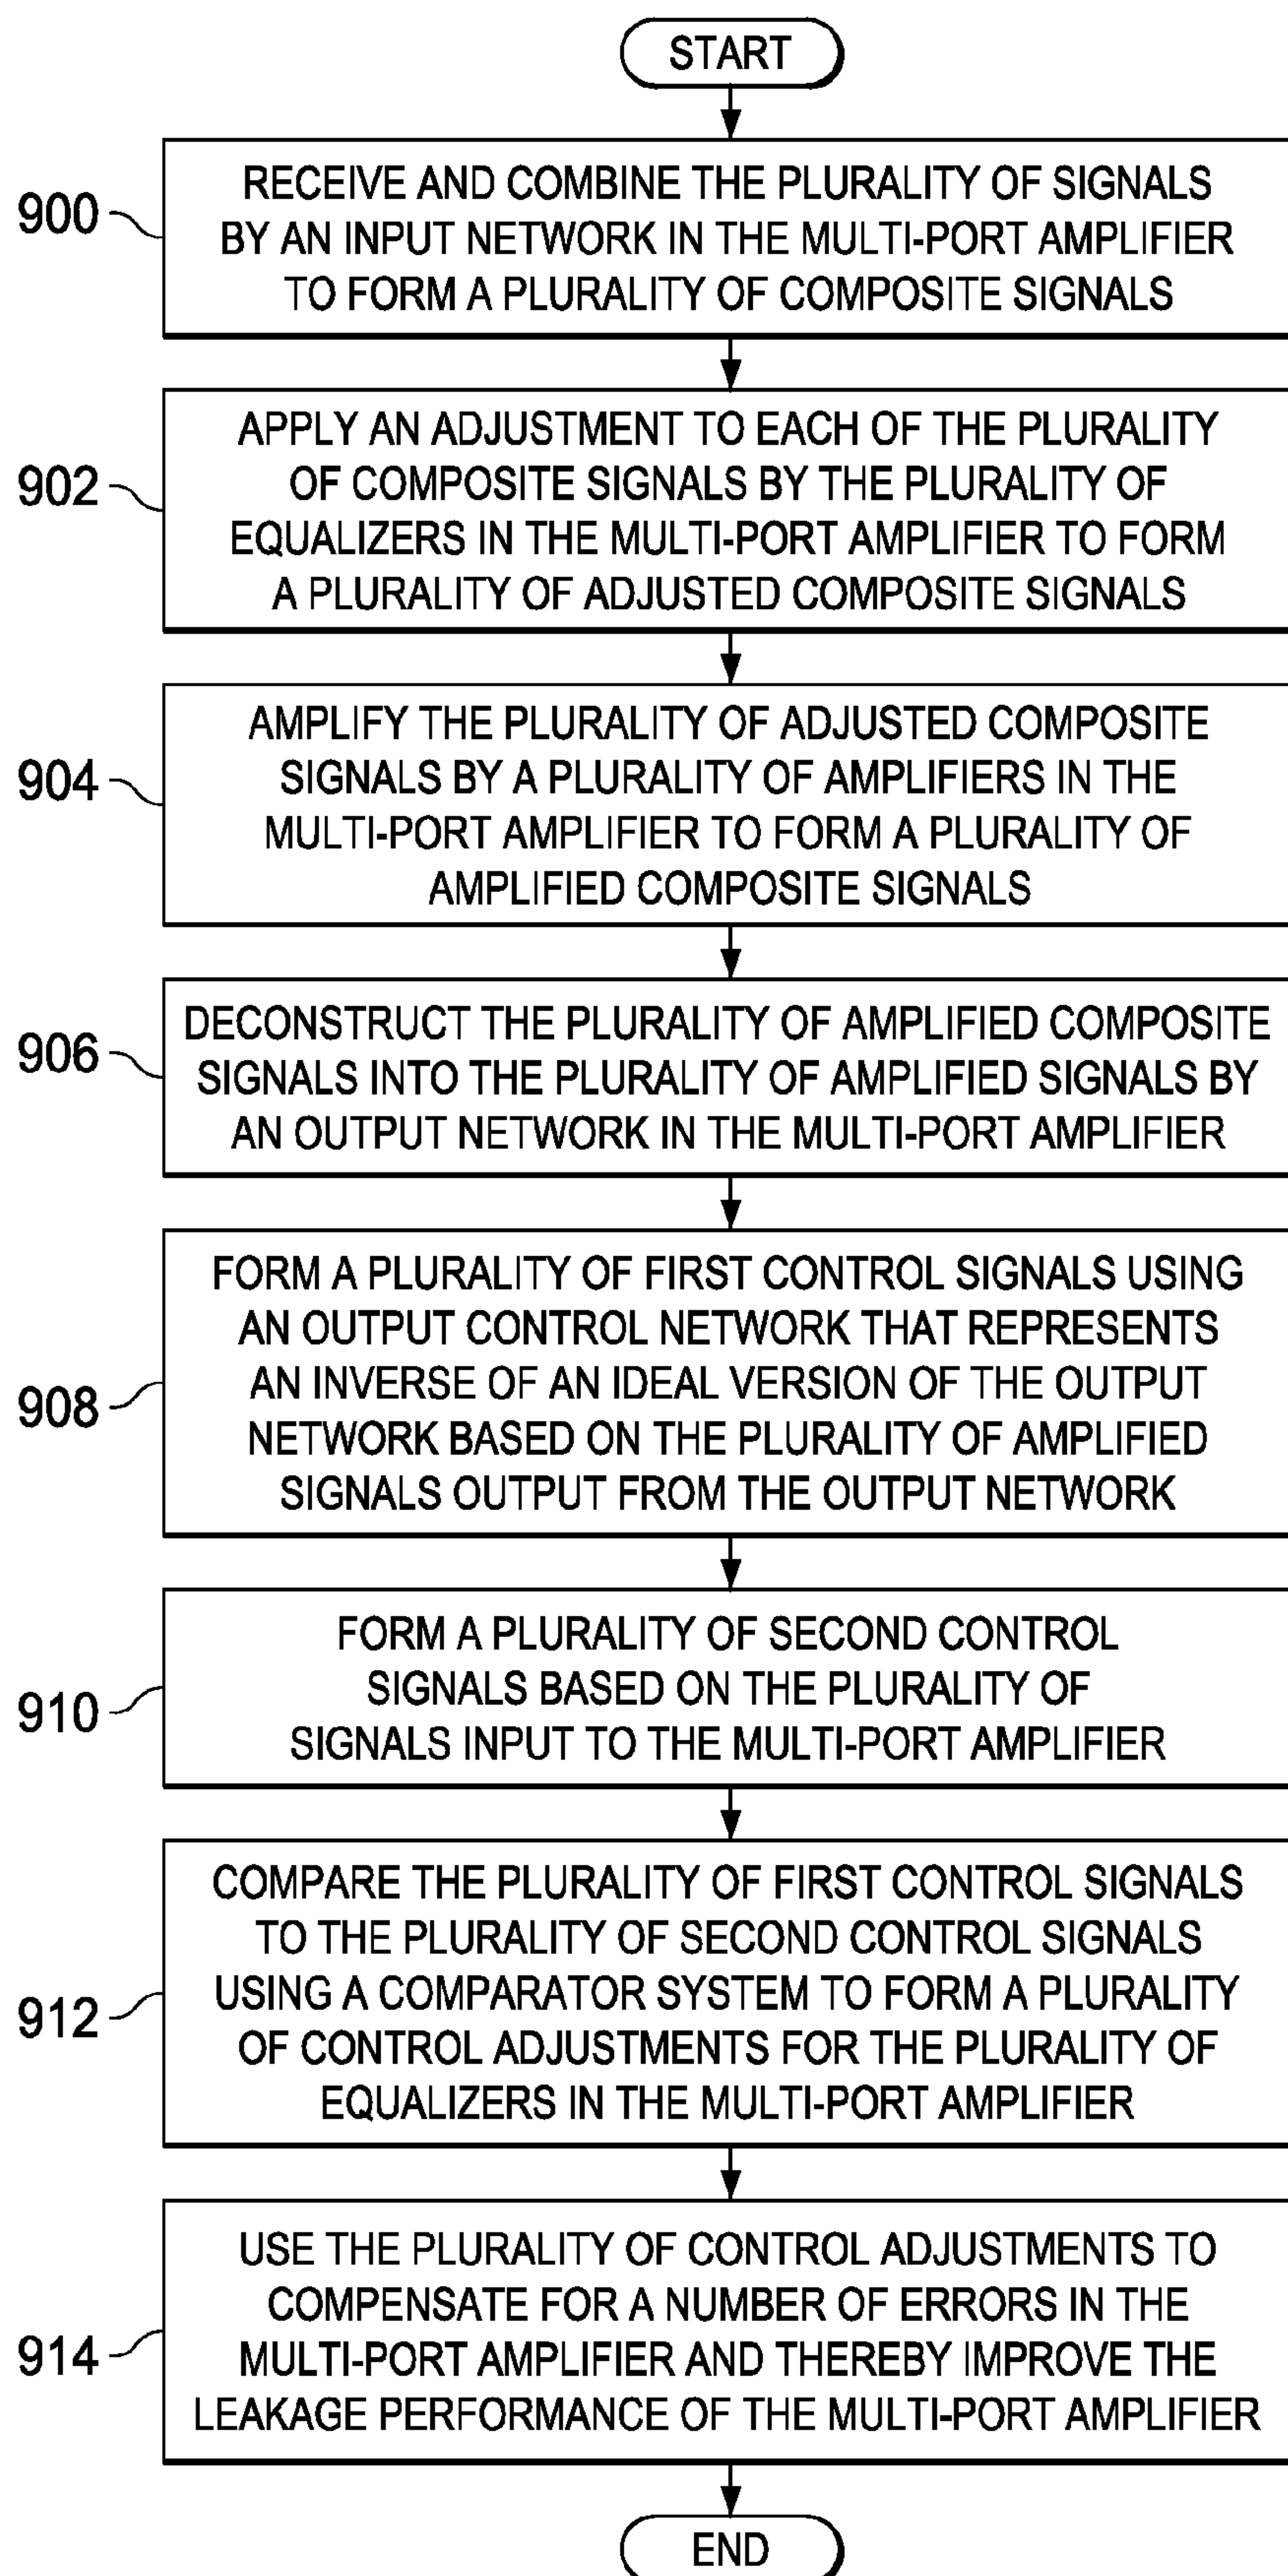 START
900
RECEIVE AND COMBINE THE PLURALITY OF SIGNALS
BY AN INPUT NETWORK IN THE MULTI-PORT AMPLIFIER
TO FORM A PLURALITY OF COMPOSITE SIGNALS
902
APPLY AN ADJUSTMENT TO EACH OF THE PLURALITY
OF COMPOSITE SIGNALS BY THE PLURALITY OF
EQUALIZERS IN THE MULTI-PORT AMPLIFIER TO FORM
A PLURALITY OF ADJUSTED COMPOSITE SIGNALS
904
AMPLIFY THE PLURALITY OF ADJUSTED COMPOSITE
SIGNALS BY A PLURALITY OF AMPLIFIERS IN THE
MULTI-PORT AMPLIFIER TO FORM A PLURALITY OF
AMPLIFIED COMPOSITE SIGNALS
906
DECONSTRUCT THE PLURALITY OF AMPLIFIED COMPOSITE
SIGNALS INTO THE PLURALITY OF AMPLIFIED SIGNALS BY
AN OUTPUT NETWORK IN THE MULTI-PORT AMPLIFIER
908
FORM A PLURALITY OF FIRST CONTROL SIGNALS USING
AN OUTPUT CONTROL NETWORK THAT REPRESENTS
AN INVERSE OF AN IDEAL VERSION OF THE OUTPUT
NETWORK BASED ON THE PLURALITY OF AMPLIFIED
SIGNALS OUTPUT FROM THE OUTPUT NETWORK
910
FORM A PLURALITY OF SECOND CONTROL
SIGNALS BASED ON THE PLURALITY OF
SIGNALS INPUT TO THE MULTI-PORT AMPLIFIER
912
COMPARE THE PLURALITY OF FIRST CONTROL SIGNALS
TO THE PLURALITY OF SECOND CONTROL SIGNALS
USING A COMPARATOR SYSTEM TO FORM A PLURALITY
OF CONTROL ADJUSTMENTS FOR THE PLURALITY OF
EQUALIZERS IN THE MULTI-PORT AMPLIFIER
914
USE THE PLURALITY OF CONTROL ADJUSTMENTS TO
COMPENSATE FOR A NUMBER OF ERRORS IN THE
MULTI-PORT AMPLIFIER AND THEREBY IMPROVE THE
LEAKAGE PERFORMANCE OF THE MULTI-PORT AMPLIFIER
END